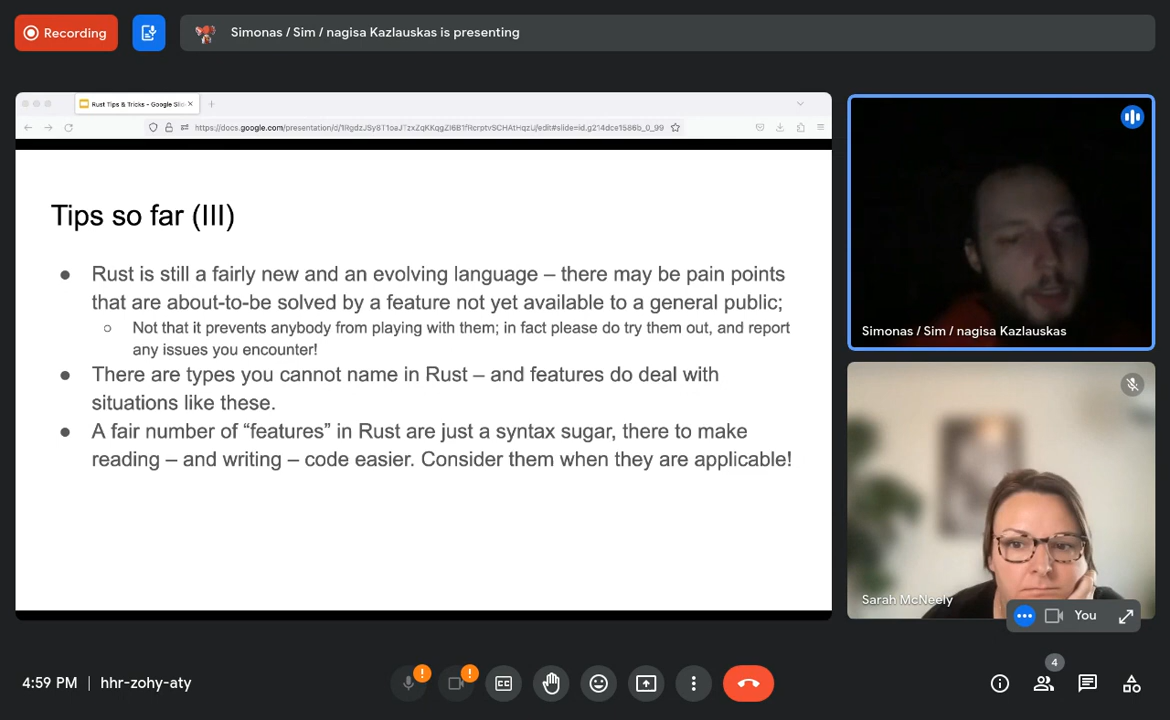 Recording
Simonas / Sim / nagisa Kazlauskas is presenting
Rust Tips & Tricks - Google Slid
Tips so far (III)
Rust is still a fairly new and an evolving language – there may be pain points
that are about-to-be solved by a feature not yet available to a general public;
Not that it prevents anybody from playing with them; in fact please do try them out, and report
any issues you encounter!
There are types you cannot name in Rust – and features do deal with
situations like these.
A fair number of “features” in Rust are just a syntax sugar, there to make
reading – and writing – code easier. Consider them when they are applicable!
Simonas / Sim / nagisa Kazlauskas
Sarah McNeely
You
4:59 PM | hhr-zohy-aty
4